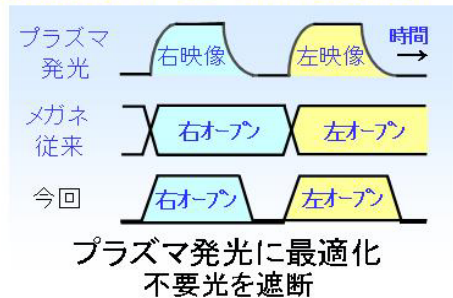 プラズマ
発光
右映像
左映像
時間
メガネ
従来
右オープン
左オープン
今回
右オープン
左オープン
プラズマ発光に最適化
不要光を遮断